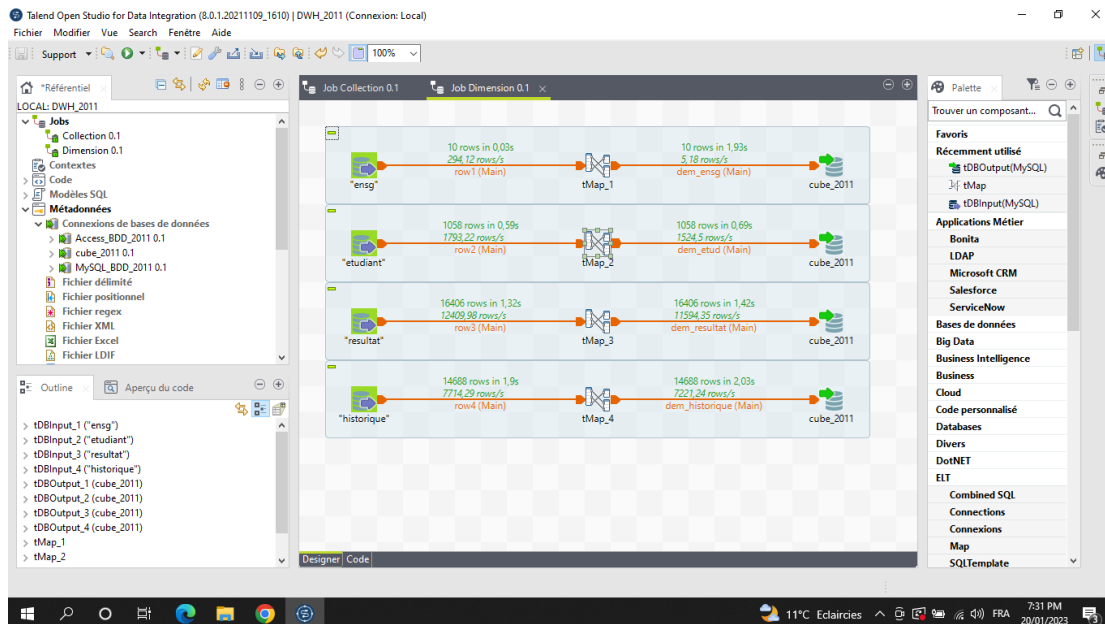 Talend Open Studio for Data Integration (8.0.1.20211109_1610) | DWH_2011 (Connexion: Local)
Fichier Modifier Vue Search Fenêtre Aide
Support 100%
*Référentiel
LOCAL: DWH_2011
Jobs
Collection 0.1
Dimension 0.1
Contextes
Code
Modèles SQL
Métadonnées
Connexions de bases de données
Access_BDD_2011 0.1
cube_2011 0.1
MySQL_BDD_2011 0.1
Fichier délimité
Fichier positionnel
Fichier regex
Fichier XML
Fichier Excel
Fichier LDIF
Outline Aperçu du code
tDBInput_1 ("ensg")
tDBInput_2 ("etudiant")
tDBInput_3 ("resultat")
tDBInput_4 ("historique")
tDBOutput_1 (cube_2011)
tDBOutput_2 (cube_2011)
tDBOutput_3 (cube_2011)
tDBOutput_4 (cube_2011)
tMap_1
tMap_2
Job Collection 0.1 Job Dimension 0.1
10 rows in 0,03s 10 rows in 1,93s
294,12 rows/s 5,18 rows/s
row1 (Main) dem_ensg (Main)
"ensg" tMap_1 cube_2011
1058 rows in 0,59s 1058 rows in 0,69s
1793,22 rows/s 1524,5 rows/s
row2 (Main) dem_etud (Main)
"etudiant" tMap_2 cube_2011
16406 rows in 1,32s 16406 rows in 1,42s
12409,98 rows/s 11594,35 rows/s
row3 (Main) dem_resultat (Main)
"resultat" tMap_3 cube_2011
14688 rows in 1,9s 14688 rows in 2,03s
7714,29 rows/s 7221,24 rows/s
row4 (Main) dem_historique (Main)
"historique" tMap_4 cube_2011
Designer Code
Palette
Trouver un composant...
Favoris
Récemment utilisé
tDBOutput(MySQL)
tMap
tDBInput(MySQL)
Applications Métier
Bonita
LDAP
Microsoft CRM
Salesforce
ServiceNow
Bases de données
Big Data
Business Intelligence
Business
Cloud
Code personnalisé
Databases
Divers
DotNET
ELT
Combined SQL
Connections
Connexions
Map
SQLTemplate
11°C Eclaircies FRA 7:31 PM
20/01/2023 3